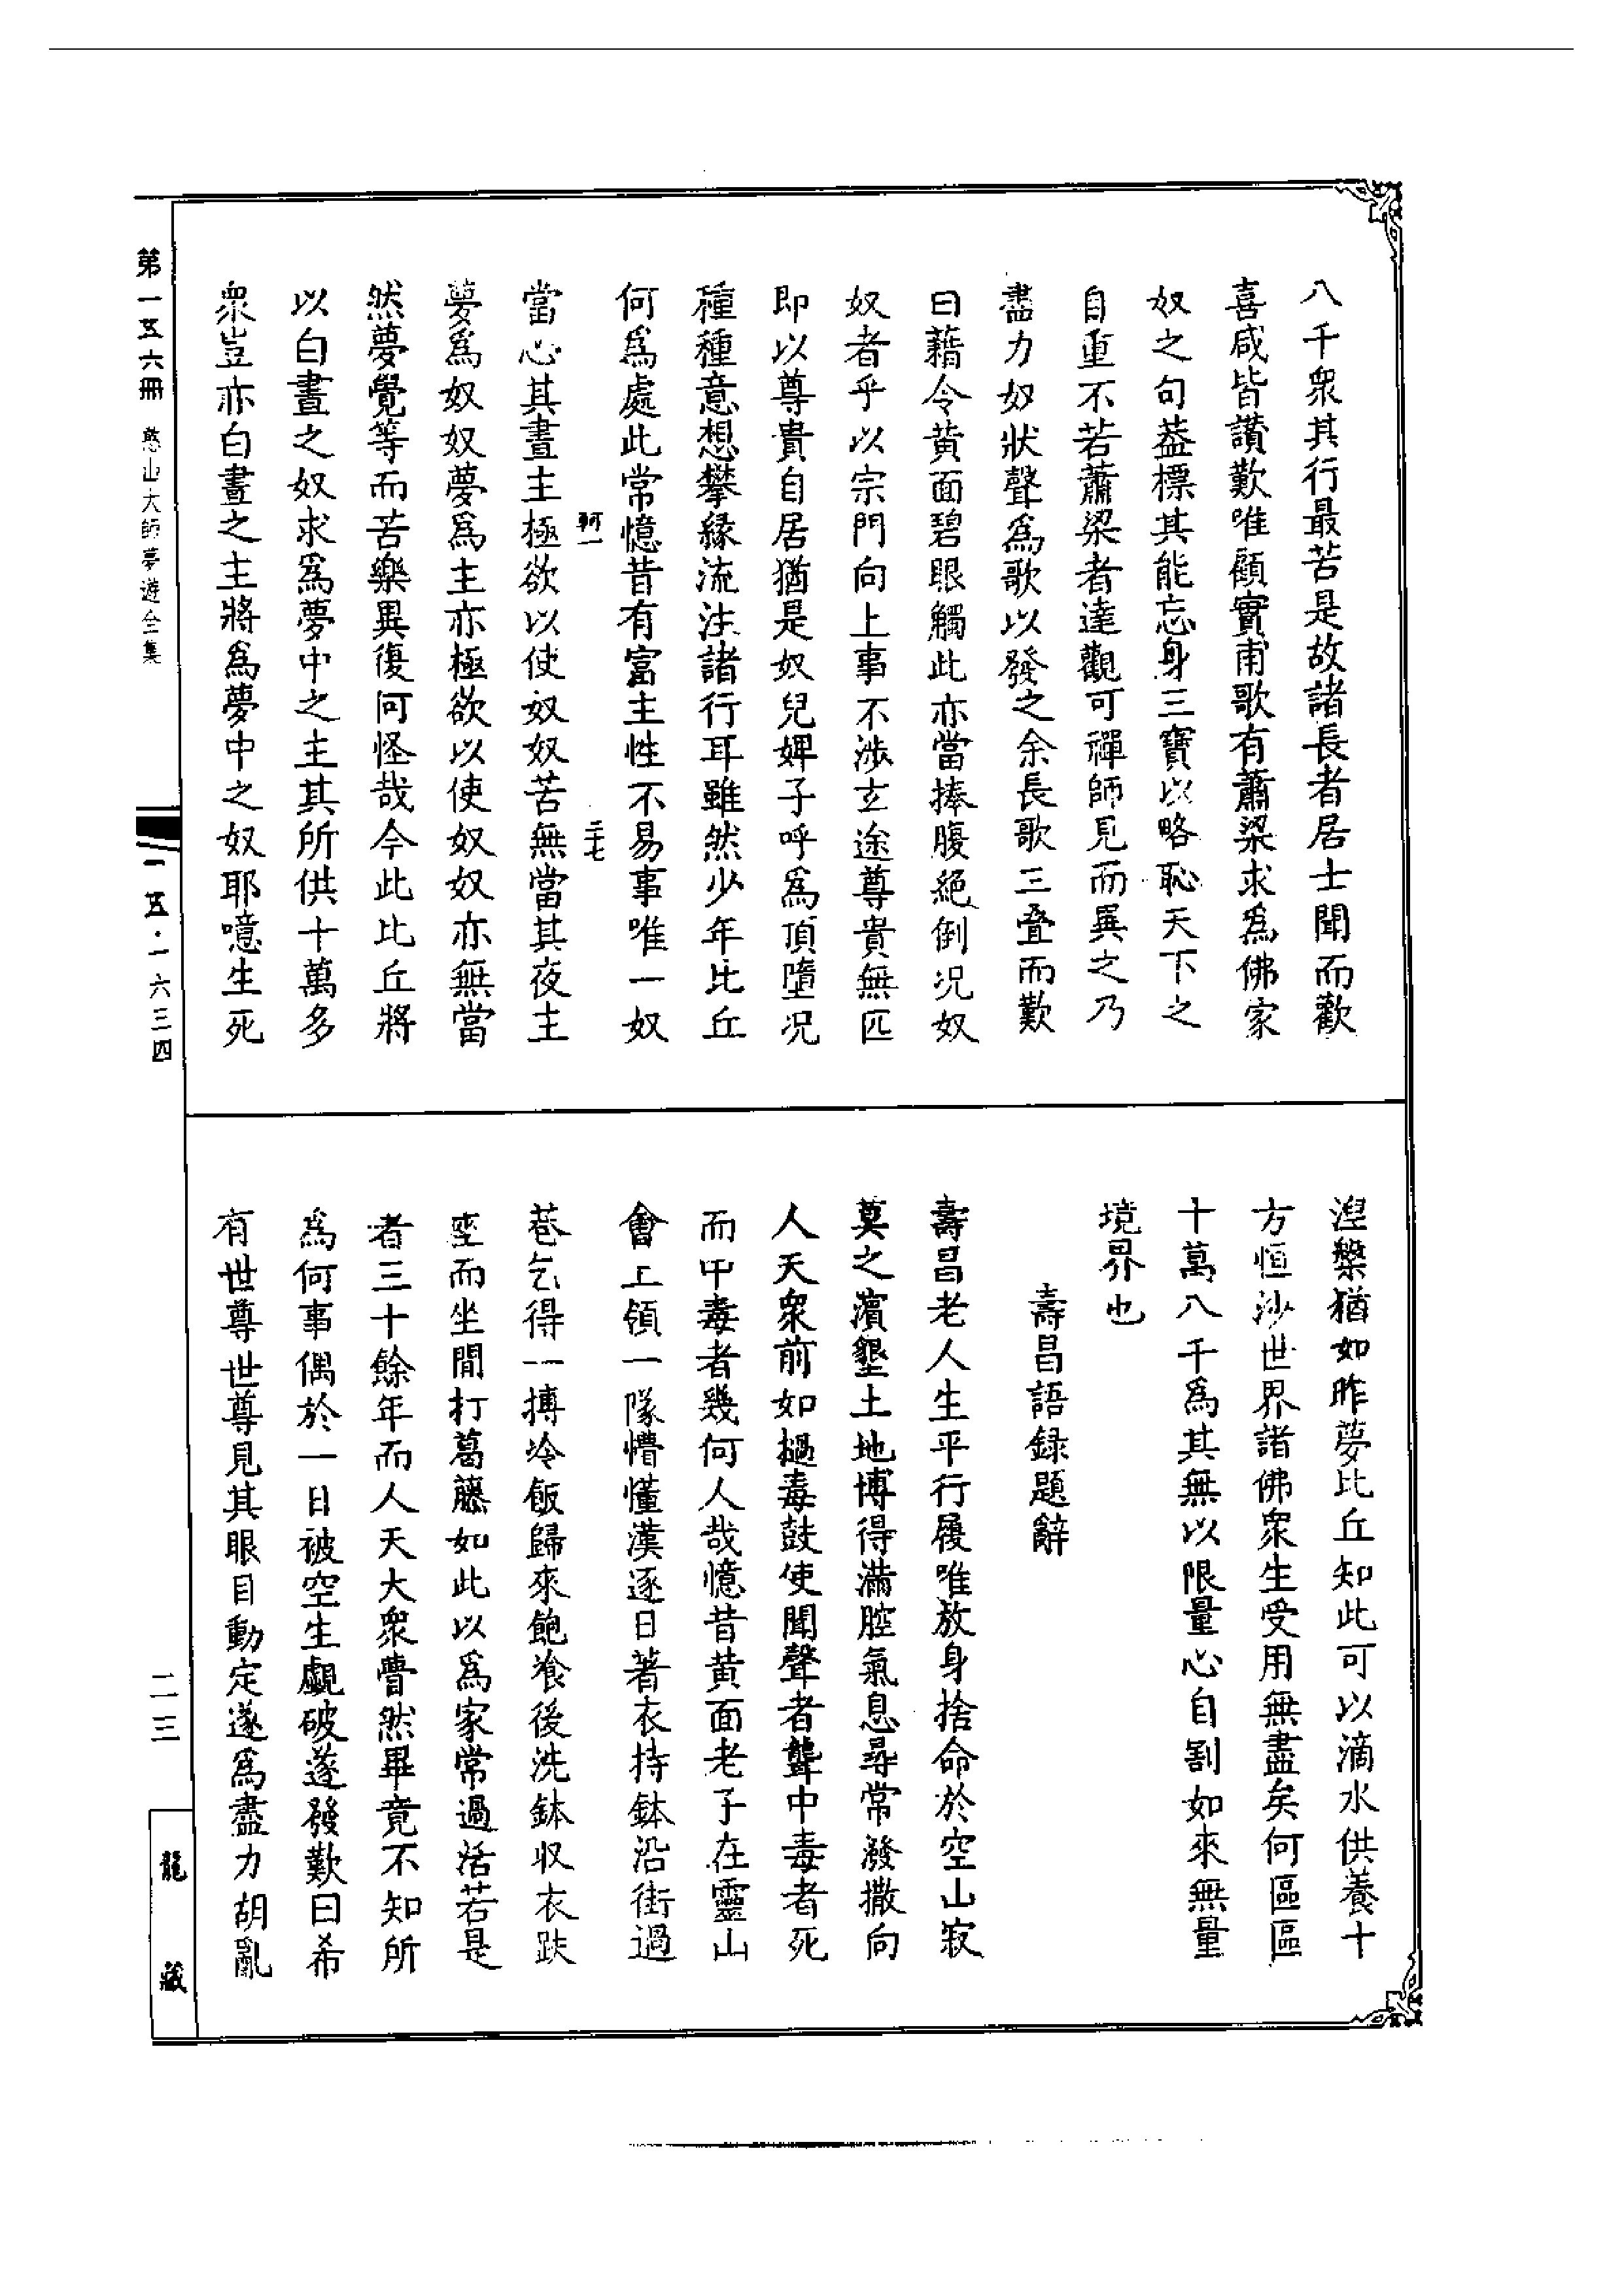 八千衆其行最苦是故諸長者居士聞而歡
喜咸皆讚歎唯顧實甫歌有蕭梁求爲佛家
奴之句葢標其能忘身三寶以略恥天下之
自重不若蕭梁者達觀可禪師見而異之乃
盡力奴狀聲爲歌以發之余長歌三疊而歎
曰藉令黃面碧眼觸此亦當捧腹絕倒况奴
奴者乎以宗門向上事不涉玄途尊貴無匹
即以尊貴自居猶是奴兒婢子呼爲頂墮况
種種意想攀緣流注諸行耳雖然少年比丘
何爲處此常憶昔有富主性不易事唯一奴
軻一
二十七
當心其晝主極欲以使奴奴苦無當其夜主
夢爲奴奴夢爲主亦極欲以使奴奴亦無當
然夢覺等而苦樂異復何怪哉今此比丘將
以白晝之奴求爲夢中之主其所供十萬多
衆豈亦白晝之主將爲夢中之奴耶噫生死
涅槃猶如昨夢比丘知此可以滴水供養十
方恒沙世界諸佛衆生受用無盡矣何區區
十萬八千爲其無以限量心自割如來無量
境界也
壽昌語録題辭
壽昌老人生平行履唯放身捨命於空山寂
莫之濱墾土地博得滿腔氣息尋常潑撒向
人天衆前如撾毒鼓使聞聲者聾中毒者死
而中毒者幾何人哉憶昔黃面老子在靈山
會上領一隊懵懂漢逐日著衣持鉢沿街過
巷乞得一摶冷飯歸來飽飡後洗鉢收衣趺
座而坐間打葛藤如此以爲家常過活若是
者三十餘年而人天大衆瞢然畢竟不知所
爲何事偶於一日被空生覷破遂發歎曰希
有世尊世尊見其眼目動定遂爲盡力胡亂
第一五六冊 憨山大師夢遊全集
一五·一六三四
二三
龍藏